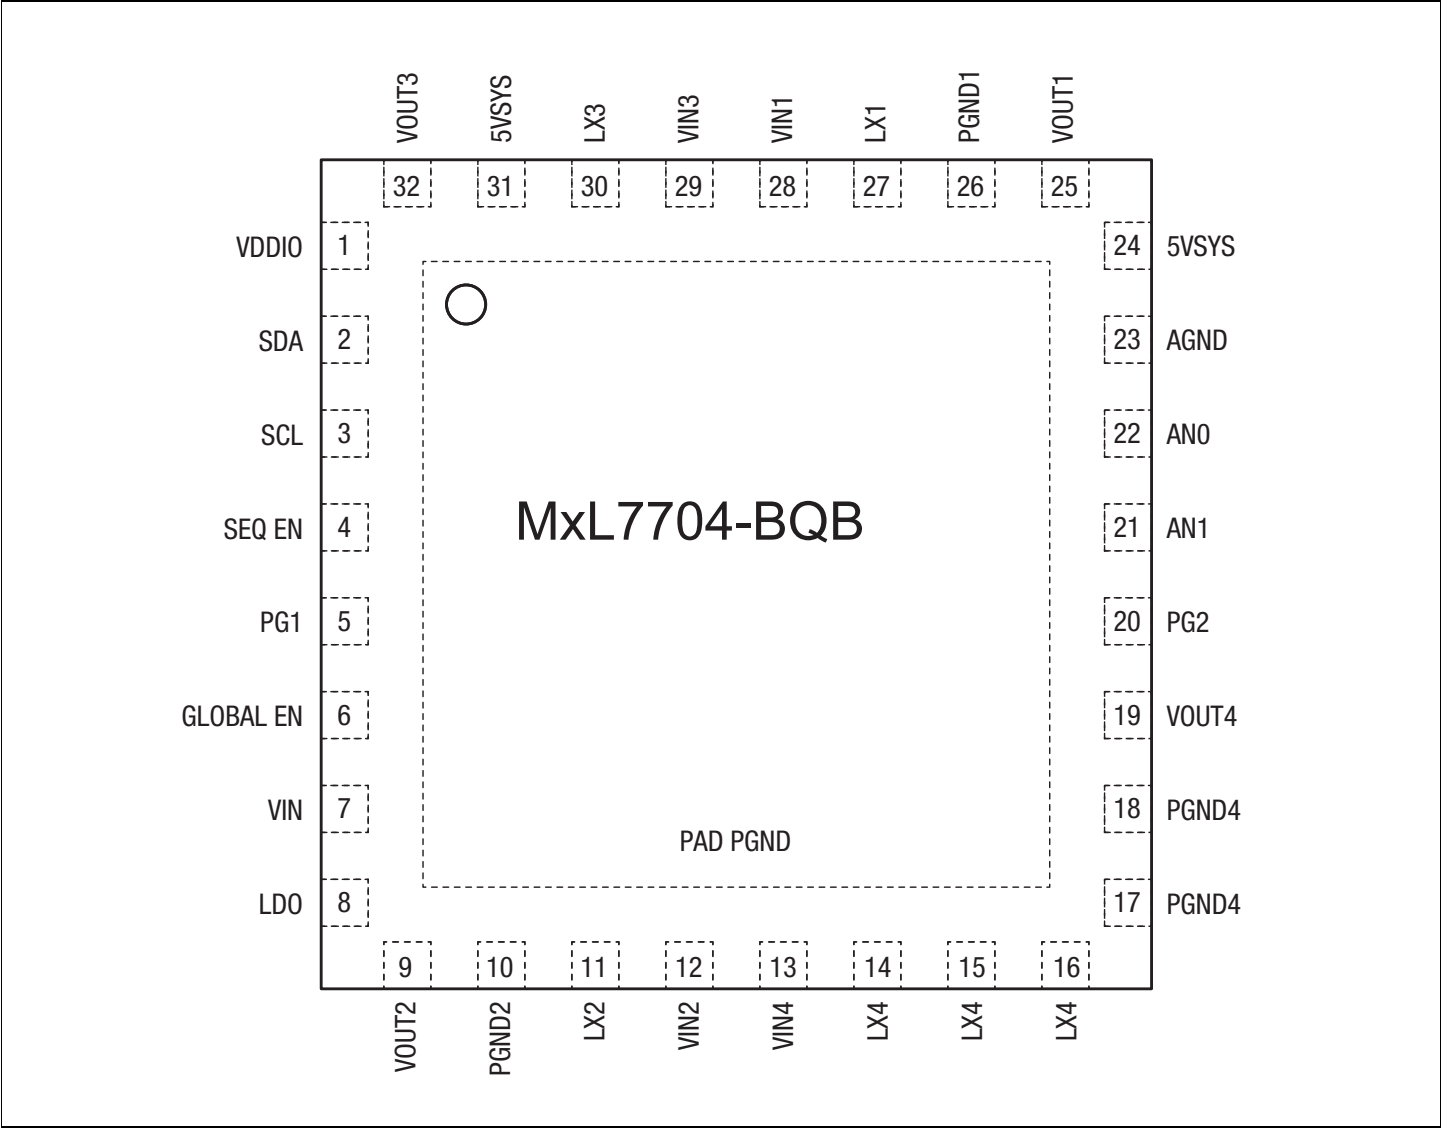 VOUT3
5VSYS
LX3
VIN3
VIN1
LX1
PGND1
VOUT1
32 31 30 29 28 27 26 25
VDDIO 1 24 5VSYS
SDA 2 23 AGND
SCL 3 22 AN0
SEQ EN 4 21 AN1
MxL7704-BQB
PG1 5 20 PG2
GLOBAL EN 6 19 VOUT4
VIN 7 18 PGND4
PAD PGND
LDO 8 17 PGND4
9 10 11 12 13 14 15 16
VOUT2
PGND2
LX2
VIN2
VIN4
LX4
LX4
LX4